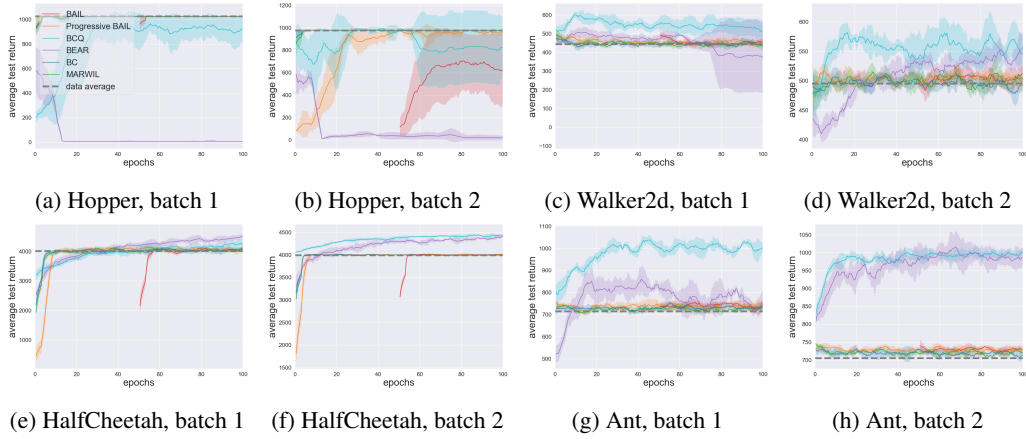 average test return
1000
800
600
400
200
0
BAIL
Progressive BAIL
BCQ
BEAR
BC
MARWIL
data average
0 20 40 60 80 100
epochs
(a) Hopper, batch 1
average test return
1200
1000
800
600
400
200
0
0 20 40 60 80 100
epochs
(b) Hopper, batch 2
average test return
600
500
400
300
200
100
0
−100
0 20 40 60 80 100
epochs
(c) Walker2d, batch 1
average test return
600
550
500
450
400
0 20 40 60 80 100
epochs
(d) Walker2d, batch 2
average test return
4000
3000
2000
1000
0 20 40 60 80 100
epochs
(e) HalfCheetah, batch 1
average test return
4500
4000
3500
3000
2500
2000
1500
0 20 40 60 80 100
epochs
(f) HalfCheetah, batch 2
average test return
1100
1000
900
800
700
600
500
0 20 40 60 80 100
epochs
(g) Ant, batch 1
average test return
1050
1000
950
900
850
800
750
700
0 20 40 60 80 100
epochs
(h) Ant, batch 2